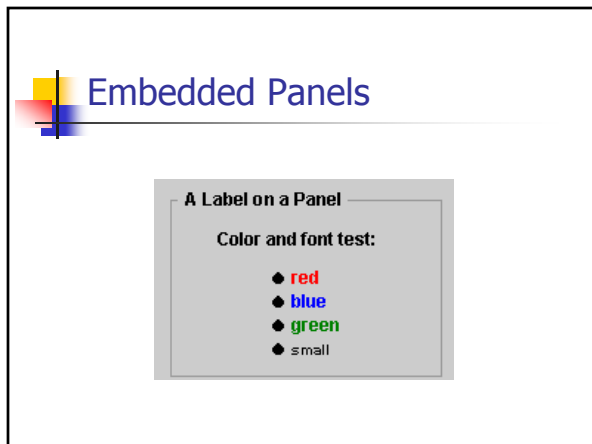 Embedded Panels
A Label on a Panel
Color and font test:
red
blue
green
small